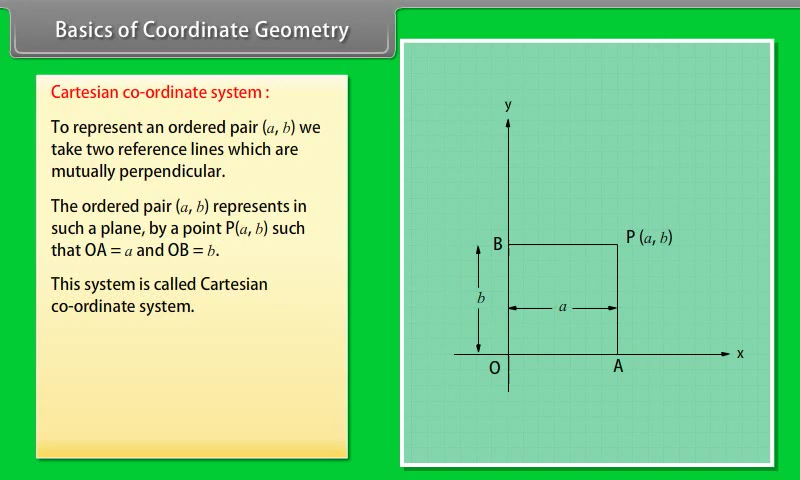 Basics of Coordinate Geometry
Cartesian co-ordinate system :
To represent an ordered pair (a, b) we
take two reference lines which are
mutually perpendicular.
The ordered pair (a, b) represents in
such a plane, by a point P(a, b) such
that OA = a and OB = b.
This system is called Cartesian
co-ordinate system.
y
B
P (a, b)
b
a
x
O
A